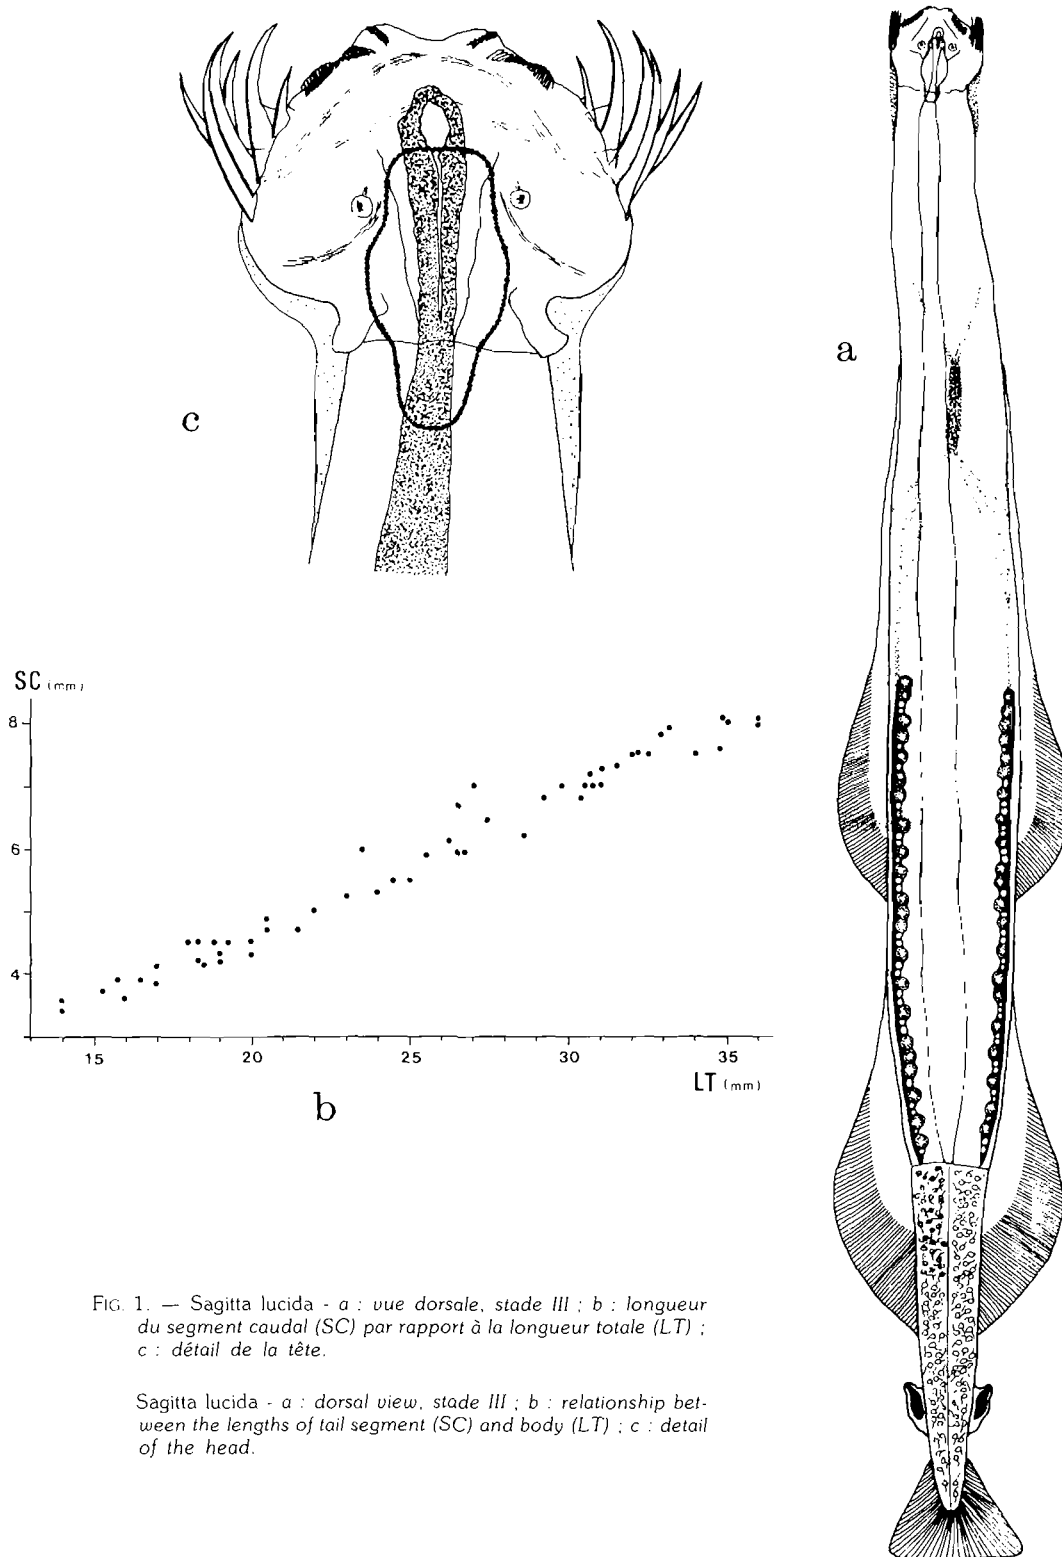 c
a
SC (mm)
8
6
4
15 20 25 30 35
LT (mm)
b
FIG. 1. — Sagitta lucida - a : vue dorsale, stade III ; b : longueur
du segment caudal (SC) par rapport à la longueur totale (LT) ;
c : détail de la tête.
Sagitta lucida - a : dorsal view, stade III ; b : relationship bet-
ween the lengths of tail segment (SC) and body (LT) ; c : detail
of the head.